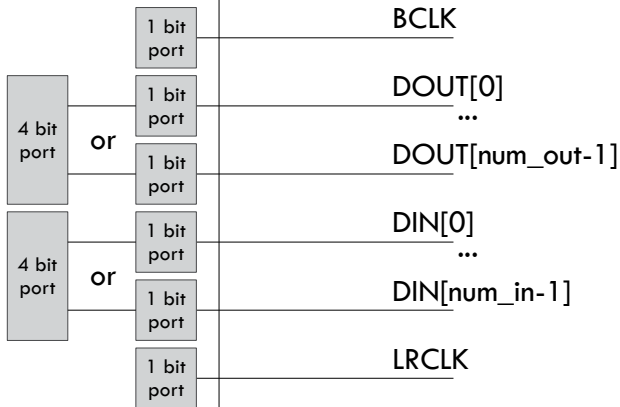 1 bit
port
BCLK
4 bit
port
or
1 bit
port
DOUT[0]
...
1 bit
port
DOUT[num_out-1]
4 bit
port
or
1 bit
port
DIN[0]
...
1 bit
port
DIN[num_in-1]
1 bit
port
LRCLK